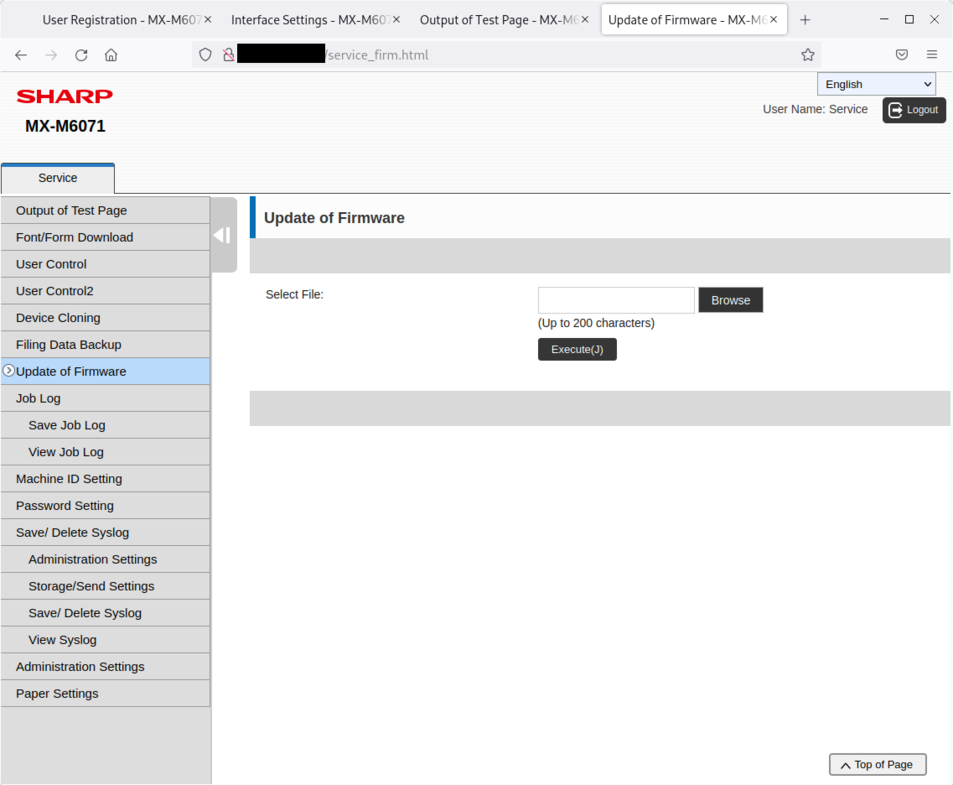 User Registration - MX-M607
Interface Settings - MX-M607
Output of Test Page - MX-M6
Update of Firmware - MX-M6
/service_firm.html
English
SHARP
MX-M6071
User Name: Service
Logout
Service
Output of Test Page
Font/Form Download
User Control
User Control2
Device Cloning
Filing Data Backup
Update of Firmware
Job Log
Save Job Log
View Job Log
Machine ID Setting
Password Setting
Save/ Delete Syslog
Administration Settings
Storage/Send Settings
Save/ Delete Syslog
View Syslog
Administration Settings
Paper Settings
Update of Firmware
Select File:
Browse
(Up to 200 characters)
Execute(J)
Top of Page